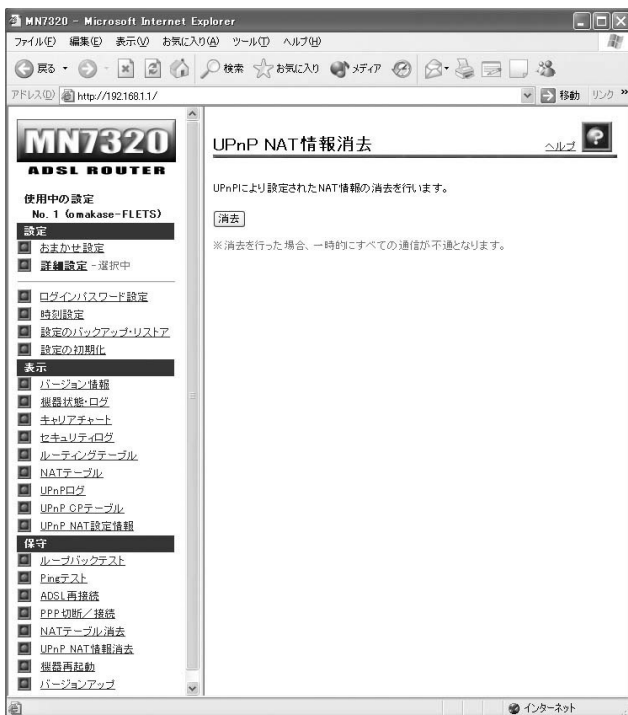 MN7320 - Microsoft Internet Explorer
ファイル(F) 編集(E) 表示(V) お気に入り(A) ツール(T) ヘルプ(H)
戻る 検索 お気に入り メディア
アドレス(D) http://192.168.1.1/ 移動 リンク »
MN7320
ADSL ROUTER
使用中の設定
No. 1 (omakase-FLETS)
設定
おまかせ設定
詳細設定 -選択中
ログインパスワード設定
時刻設定
設定のバックアップ・リストア
設定の初期化
表示
バージョン情報
機器状態・ログ
キャリアチャート
セキュリティログ
ルーティングテーブル
NATテーブル
UPnPログ
UPnP CPテーブル
UPnP NAT設定情報
保守
ループバックテスト
Pingテスト
ADSL再接続
PPP切断/接続
NATテーブル消去
UPnP NAT情報消去
機器再起動
バージョンアップ
UPnP NAT情報消去
ヘルプ ?
UPnPにより設定されたNAT情報の消去を行います。
消去
※消去を行った場合、一時的にすべての通信が不通となります。
インターネット